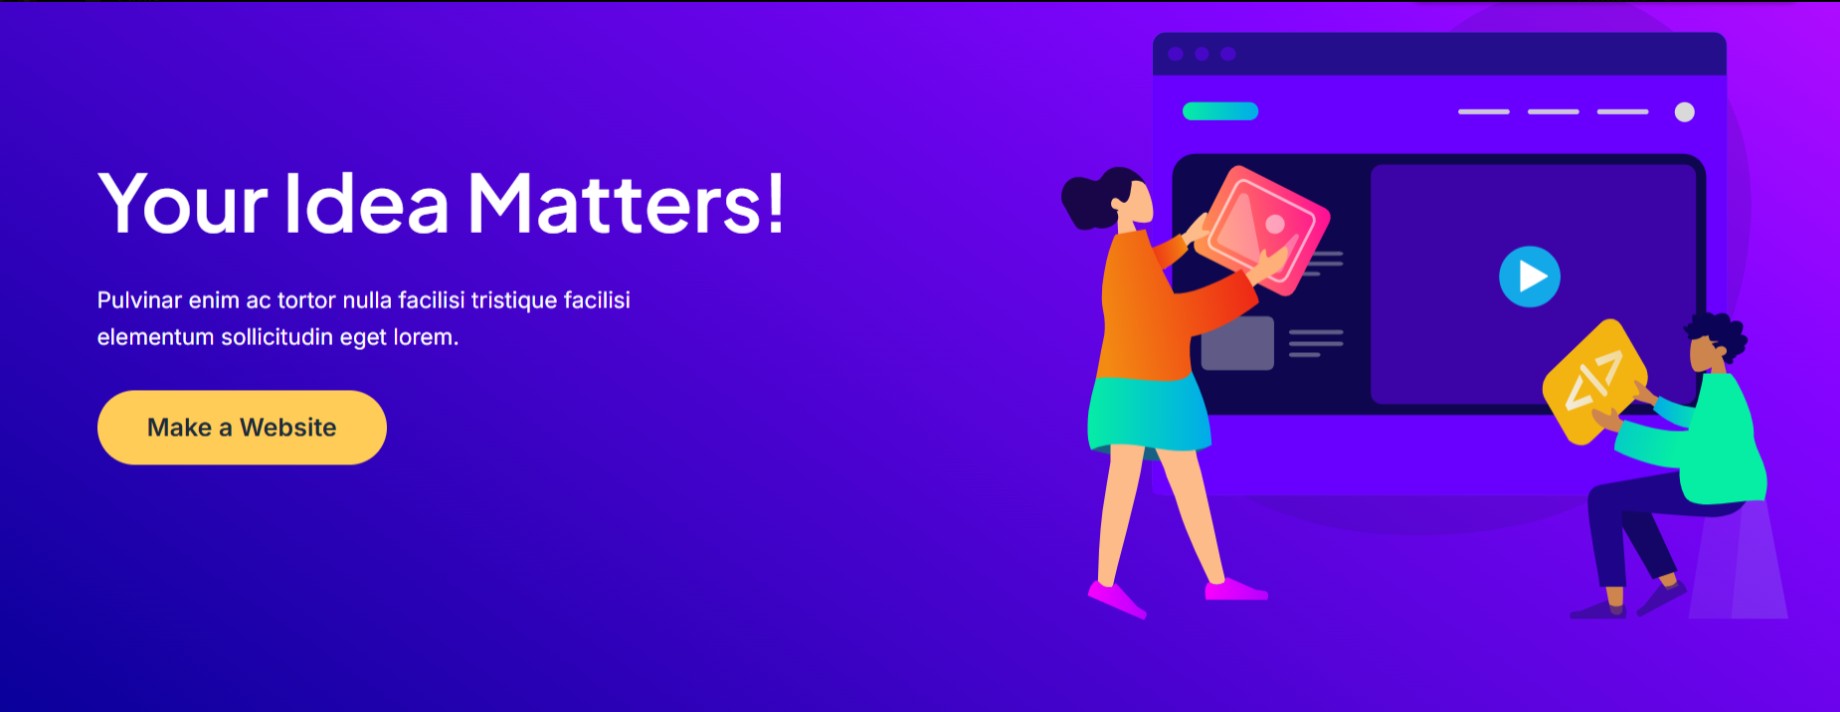 Your Idea Matters!
Pulvinar enim ac tortor nulla facilisi tristique facilisi
elementum sollicitudin eget lorem.
Make a Website
</>